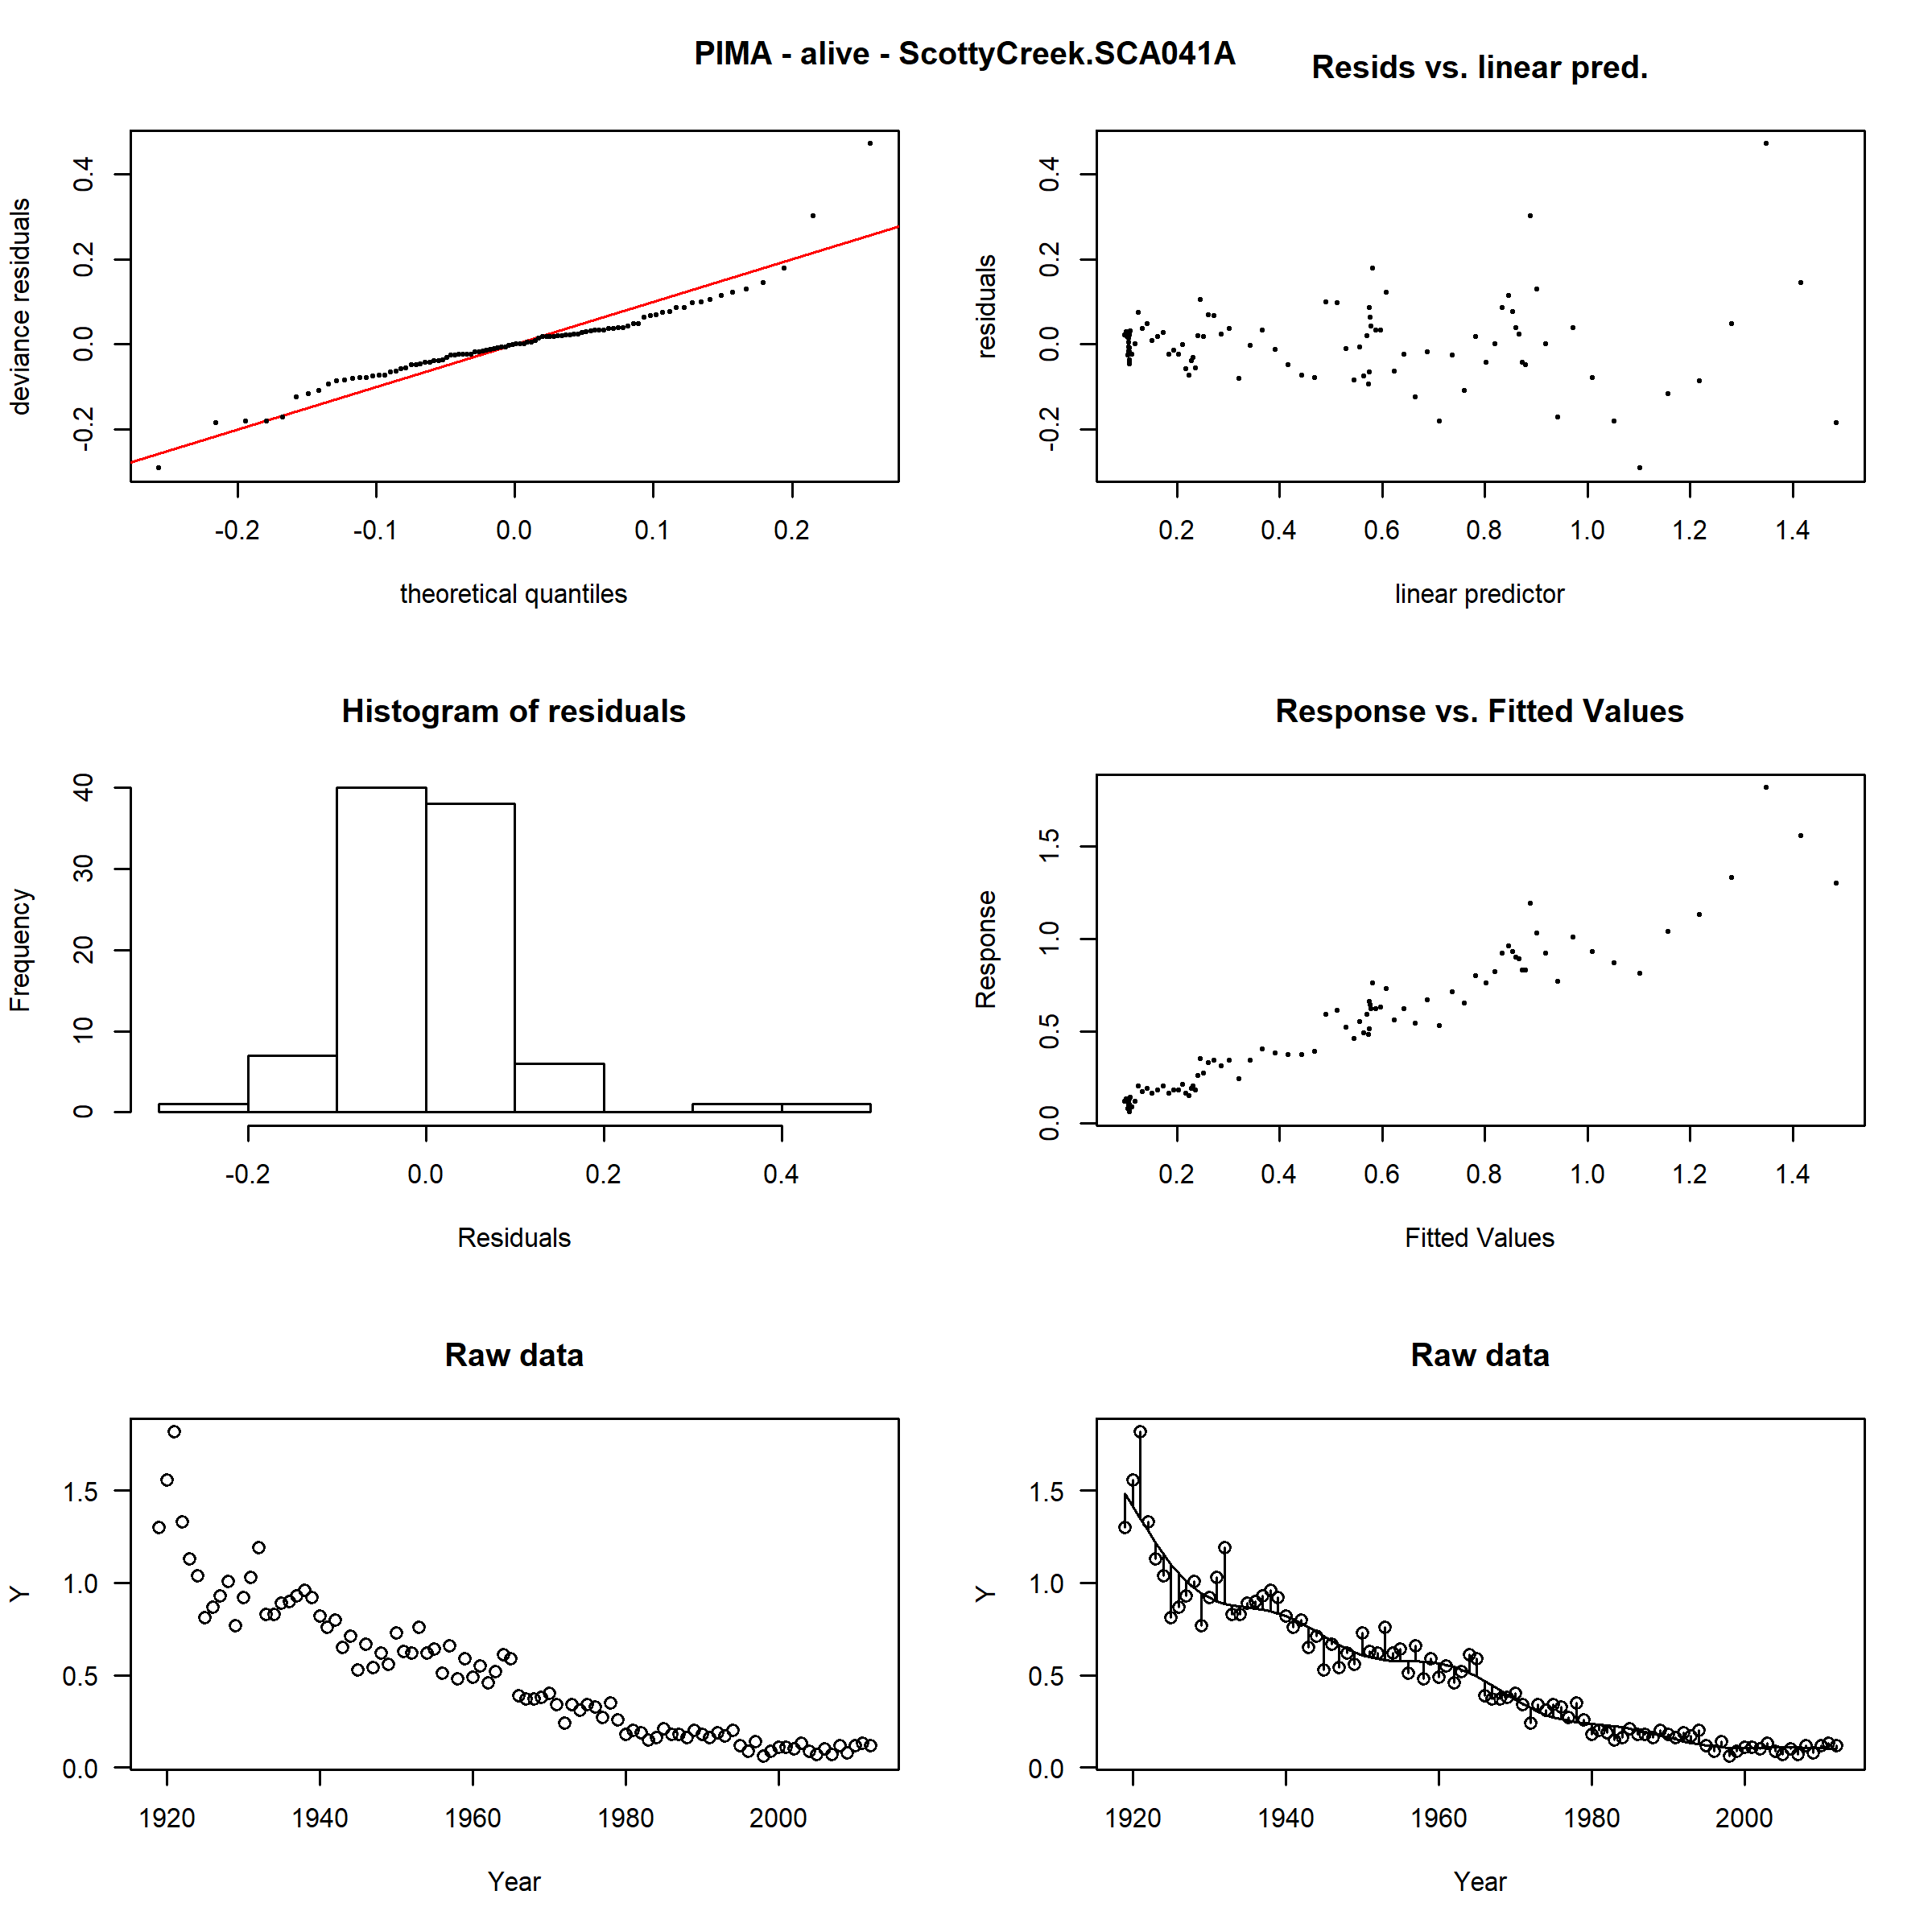 PIMA - alive - ScottyCreek.SCA041A
Resids vs. linear pred.
deviance residuals
-0.2 0.0 0.2 0.4
-0.2 -0.1 0.0 0.1 0.2
theoretical quantiles
residuals
-0.2 0.0 0.2 0.4
0.2 0.4 0.6 0.8 1.0 1.2 1.4
linear predictor
Histogram of residuals
Frequency
0 10 20 30 40
-0.2 0.0 0.2 0.4
Residuals
Response vs. Fitted Values
Response
0.0 0.5 1.0 1.5
0.2 0.4 0.6 0.8 1.0 1.2 1.4
Fitted Values
Raw data
Y
1.5
1.0
0.5
0.0
1920 1940 1960 1980 2000
Year
Raw data
Y
1.5
1.0
0.5
0.0
1920 1940 1960 1980 2000
Year